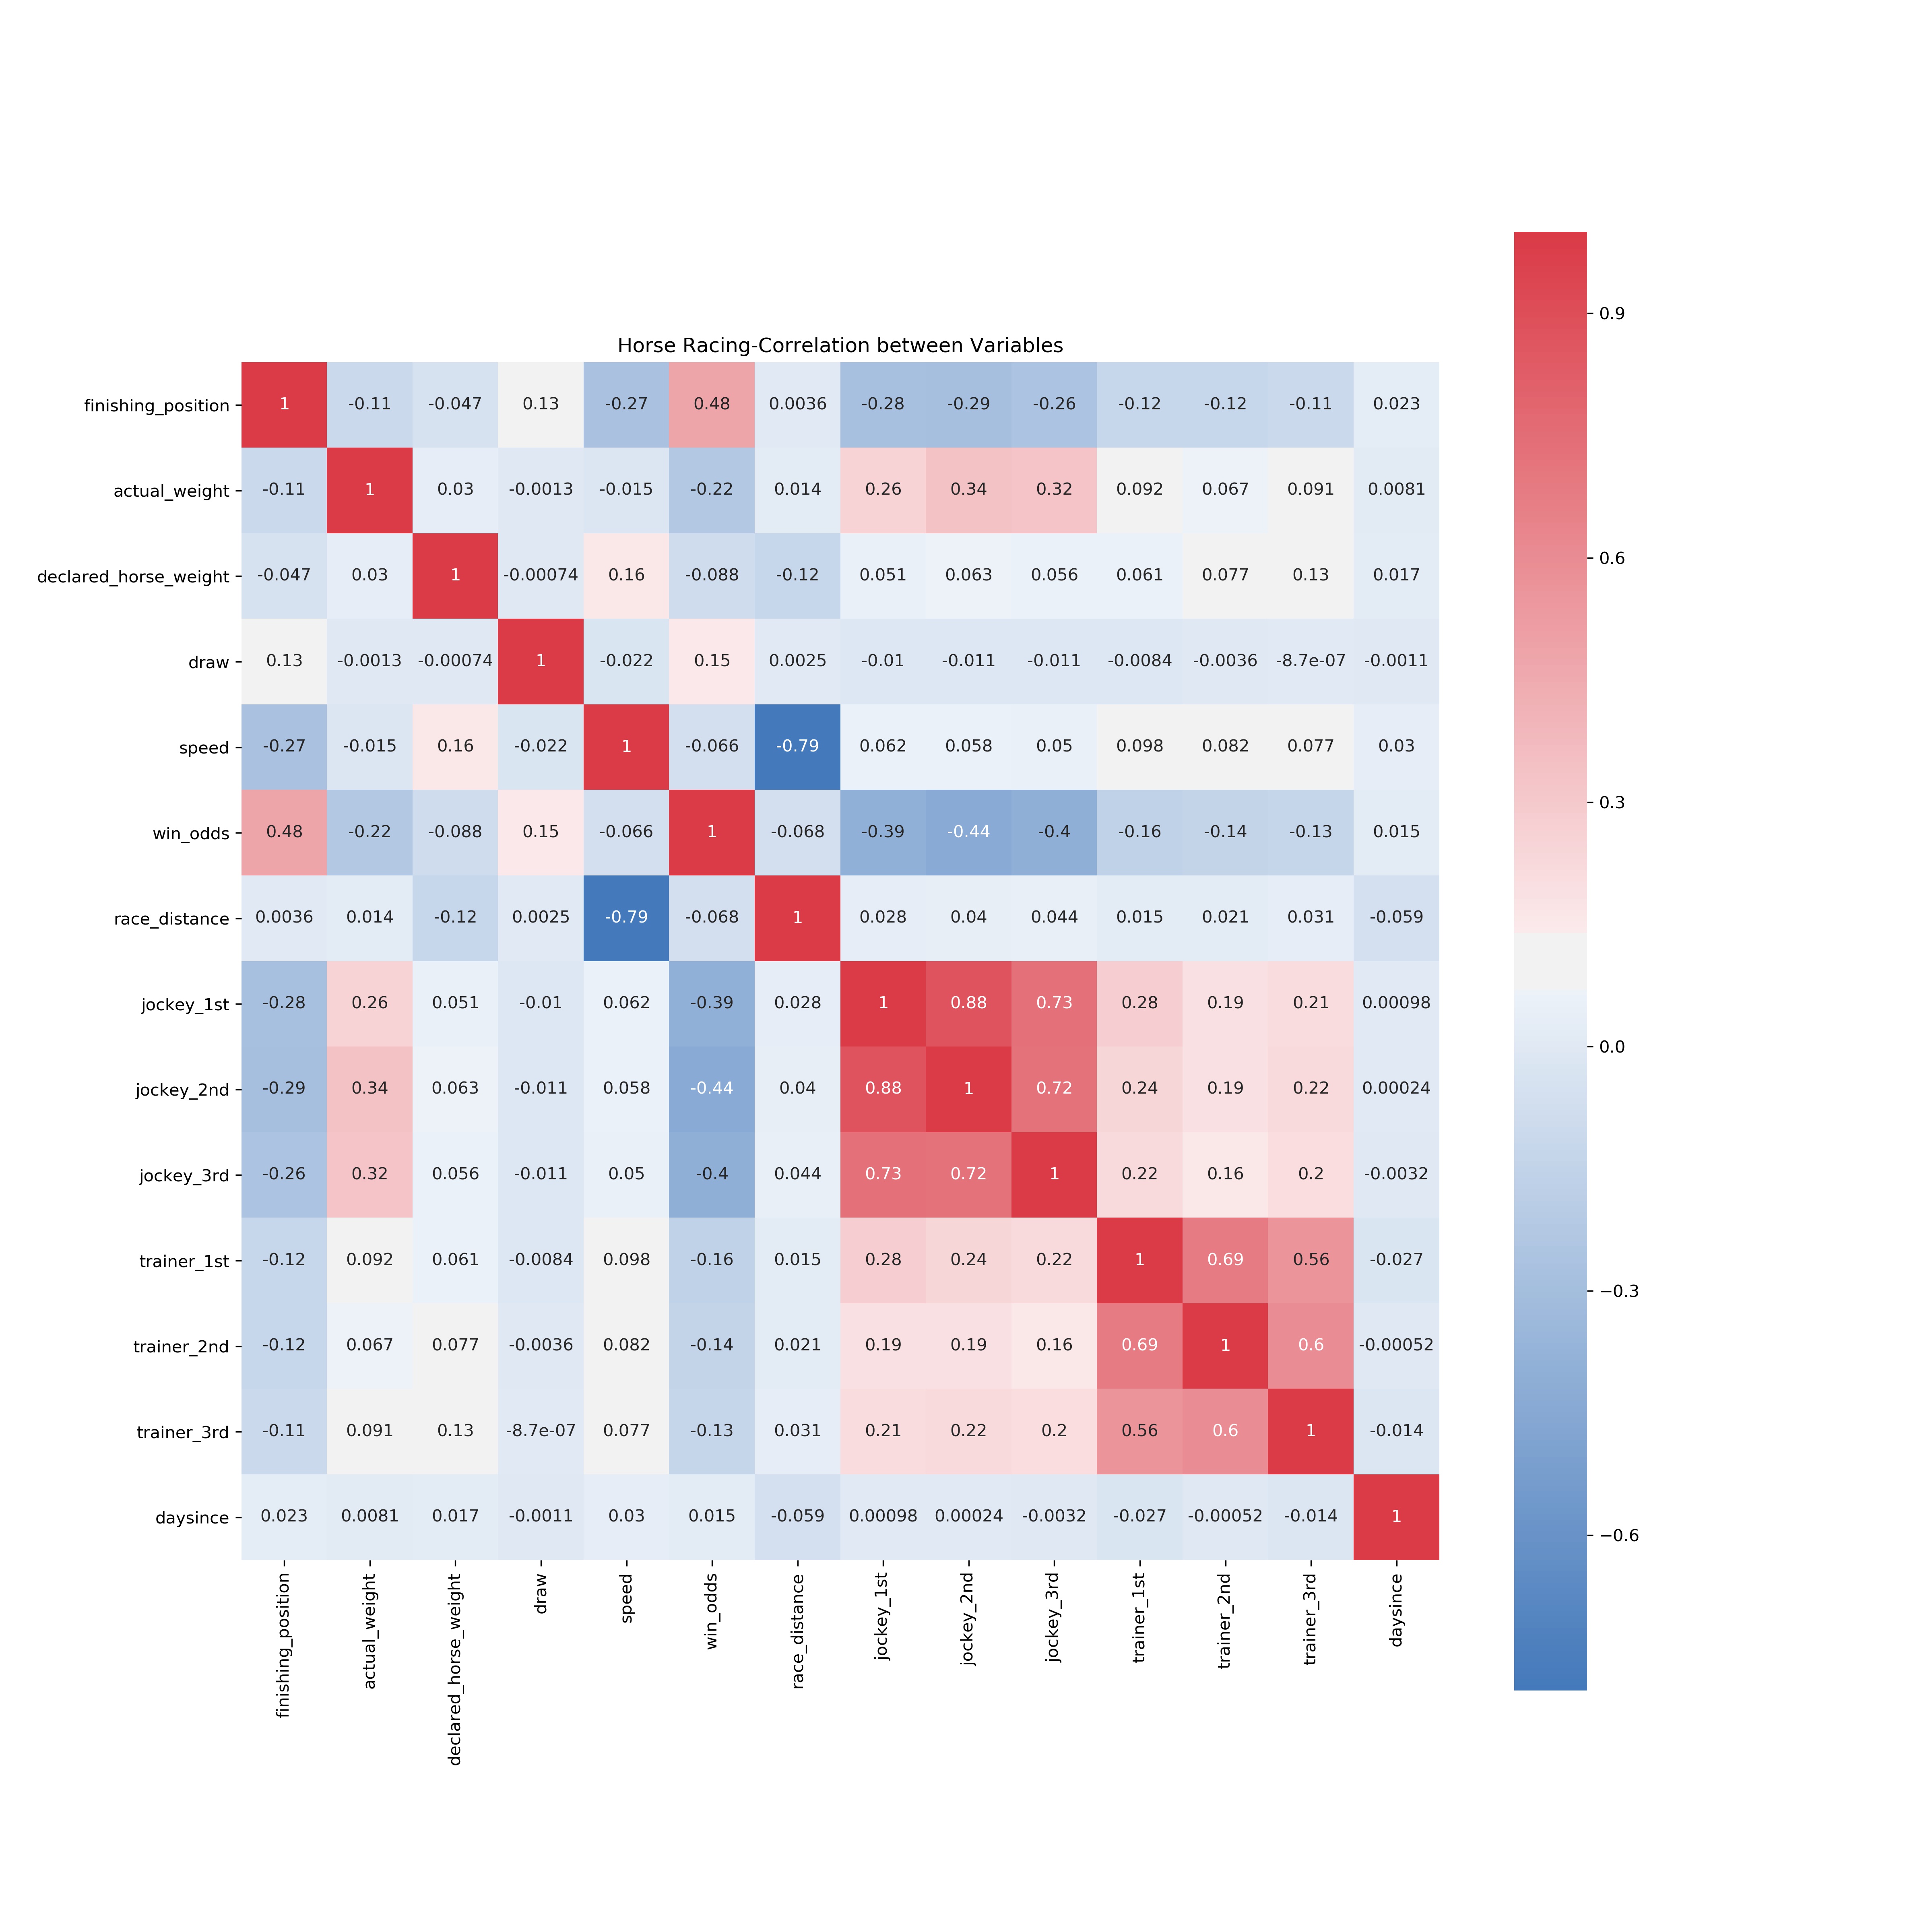 Horse Racing-Correlation between Variables
finishing_position 1 -0.11 -0.047 0.13 -0.27 0.48 0.0036 -0.28 -0.29 -0.26 -0.12 -0.12 -0.11 0.023
actual_weight -0.11 1 0.03 -0.0013 -0.015 -0.22 0.014 0.26 0.34 0.32 0.092 0.067 0.091 0.0081
declared_horse_weight -0.047 0.03 1 -0.00074 0.16 -0.088 -0.12 0.051 0.063 0.056 0.061 0.077 0.13 0.017
draw 0.13 -0.0013 -0.00074 1 -0.022 0.15 0.0025 -0.01 -0.011 -0.011 -0.0084 -0.0036 -8.7e-07 -0.0011
speed -0.27 -0.015 0.16 -0.022 1 -0.066 -0.79 0.062 0.058 0.05 0.098 0.082 0.077 0.03
win_odds 0.48 -0.22 -0.088 0.15 -0.066 1 -0.068 -0.39 -0.44 -0.4 -0.16 -0.14 -0.13 0.015
race_distance 0.0036 0.014 -0.12 0.0025 -0.79 -0.068 1 0.028 0.04 0.044 0.015 0.021 0.031 -0.059
jockey_1st -0.28 0.26 0.051 -0.01 0.062 -0.39 0.028 1 0.88 0.73 0.28 0.19 0.21 0.00098
jockey_2nd -0.29 0.34 0.063 -0.011 0.058 -0.44 0.04 0.88 1 0.72 0.24 0.19 0.22 0.00024
jockey_3rd -0.26 0.32 0.056 -0.011 0.05 -0.4 0.044 0.73 0.72 1 0.22 0.16 0.2 -0.0032
trainer_1st -0.12 0.092 0.061 -0.0084 0.098 -0.16 0.015 0.28 0.24 0.22 1 0.69 0.56 -0.027
trainer_2nd -0.12 0.067 0.077 -0.0036 0.082 -0.14 0.021 0.19 0.19 0.16 0.69 1 0.6 -0.00052
trainer_3rd -0.11 0.091 0.13 -8.7e-07 0.077 -0.13 0.031 0.21 0.22 0.2 0.56 0.6 1 -0.014
daysince 0.023 0.0081 0.017 -0.0011 0.03 0.015 -0.059 0.00098 0.00024 -0.0032 -0.027 -0.00052 -0.014 1
finishing_position
actual_weight
declared_horse_weight
draw
speed
win_odds
race_distance
jockey_1st
jockey_2nd
jockey_3rd
trainer_1st
trainer_2nd
trainer_3rd
daysince
0.9
0.6
0.3
0.0
−0.3
−0.6